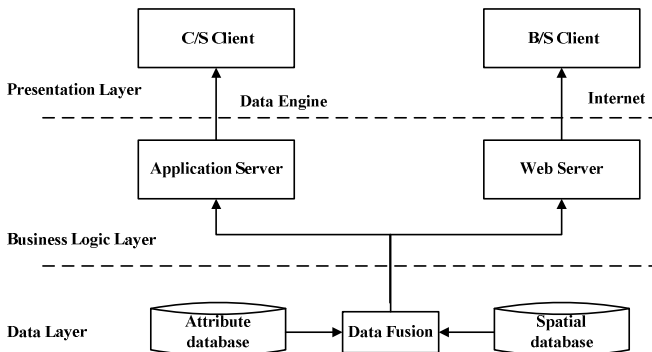 C/S Client
B/S Client
Presentation Layer
Data Engine
Internet
Application Server
Web Server
Business Logic Layer
Data Layer
Attribute
database
Data Fusion
Spatial
database